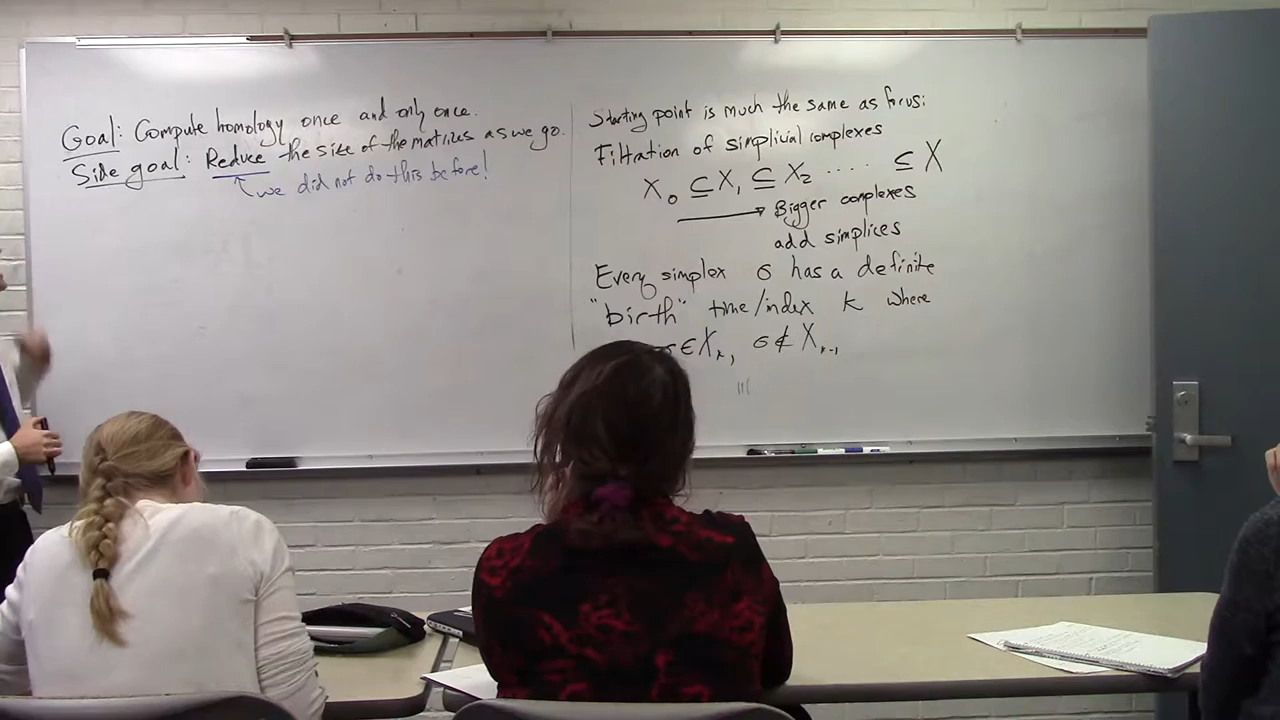 Goal: Compute homology once and only once.
Side goal: Reduce the size of the matrices as we go.
we did not do this before!
Starting point is much the same as focus:
Filtration of simplicial complexes
X₀ ⊆ X₁ ⊆ X₂ .... ⊆ X
Bigger complexes
add simplices
Every simplex σ has a definite
"birth" time/index k where
σ ∈ Xₖ, σ ∉ Xₖ₋₁